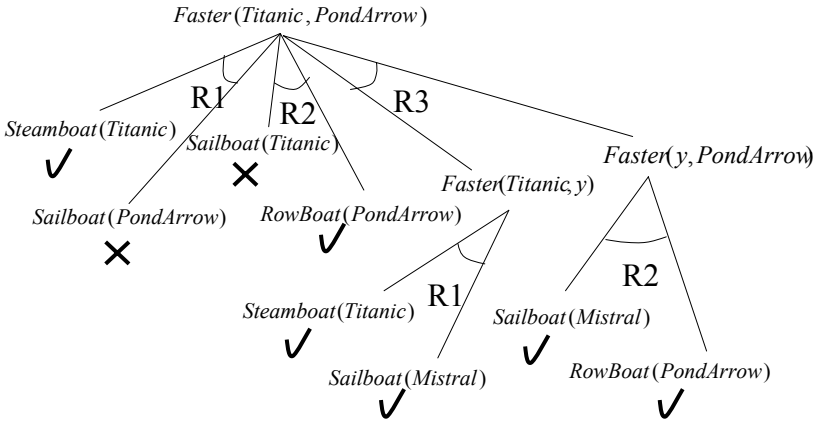 Faster(Titanic, PondArrow)
R1
R2
R3
Steamboat(Titanic)
Sailboat(Titanic)
Faster(y, PondArrow)
Faster(Titanic, y)
Sailboat(PondArrow)
RowBoat(PondArrow)
R2
R1
Steamboat(Titanic)
Sailboat(Mistral)
Sailboat(Mistral)
RowBoat(PondArrow)